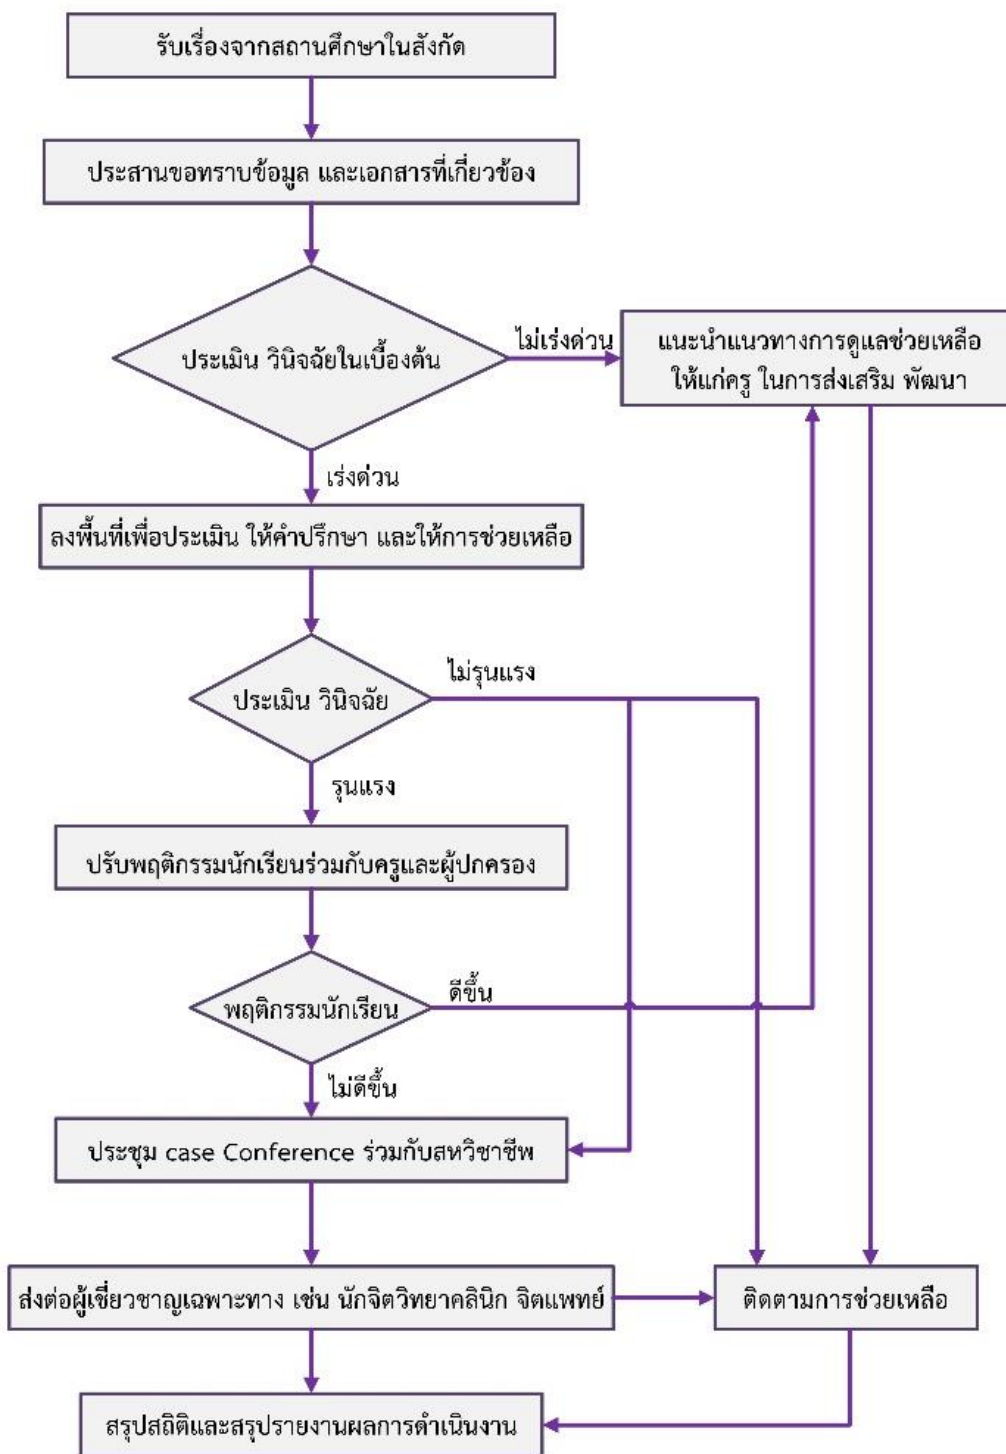 รับเรื่องจากสถานศึกษาในสังกัด
ประสานขอทราบข้อมูล และเอกสารที่เกี่ยวข้อง
ประเมิน วินิจฉัยในเบื้องต้น
ไม่เร่งด่วน
แนะนำแนวทางการดูแลช่วยเหลือ
ให้แก่ครู ในการส่งเสริม พัฒนา
เร่งด่วน
ลงพื้นที่เพื่อประเมิน ให้คำปรึกษา และให้การช่วยเหลือ
ประเมิน วินิจฉัย
ไม่รุนแรง
รุนแรง
ปรับพฤติกรรมนักเรียนร่วมกับครูและผู้ปกครอง
พฤติกรรมนักเรียน
ดีขึ้น
ไม่ดีขึ้น
ประชุม case Conference ร่วมกับสหวิชาชีพ
ส่งต่อผู้เชี่ยวชาญเฉพาะทาง เช่น นักจิตวิทยาคลินิก จิตแพทย์
ติดตามการช่วยเหลือ
สรุปสถิติและสรุปรายงานผลการดำเนินงาน